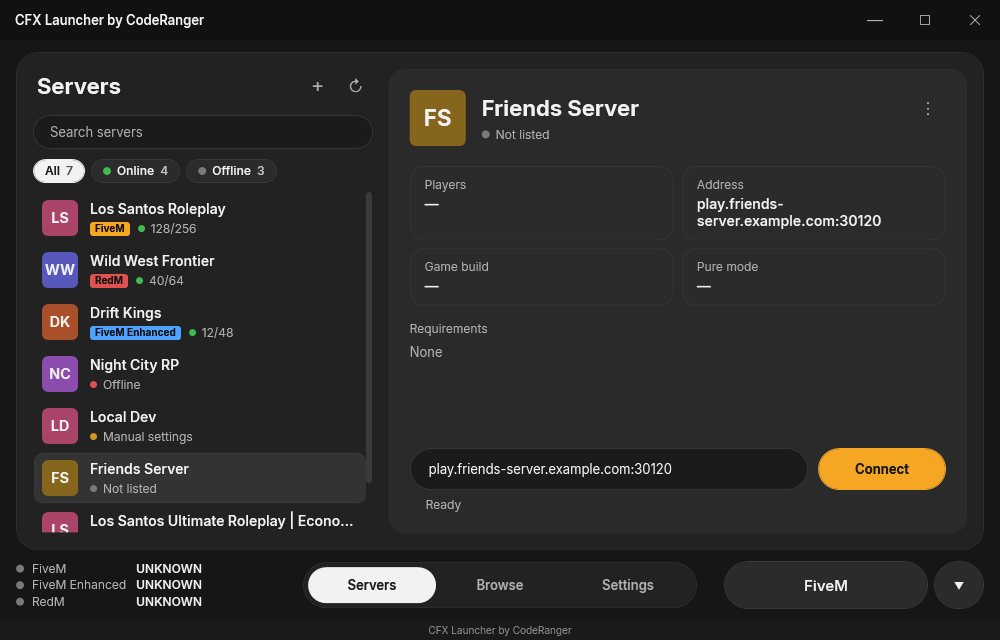 CFX Launcher by CodeRanger
Servers
Search servers
All 7
Online 4
Offline 3
LS
Los Santos Roleplay
FiveM
128/256
WW
Wild West Frontier
RedM
40/64
DK
Drift Kings
FiveM Enhanced
12/48
NC
Night City RP
Offline
LD
Local Dev
Manual settings
FS
Friends Server
Not listed
LS
Los Santos Ultimate Roleplay | Econo...
FS
Friends Server
Not listed
Players
—
Address
play.friends-
server.example.com:30120
Game build
—
Pure mode
—
Requirements
None
play.friends-server.example.com:30120
Connect
Ready
FiveM UNKNOWN
FiveM Enhanced UNKNOWN
RedM UNKNOWN
Servers
Browse
Settings
FiveM
CFX Launcher by CodeRanger